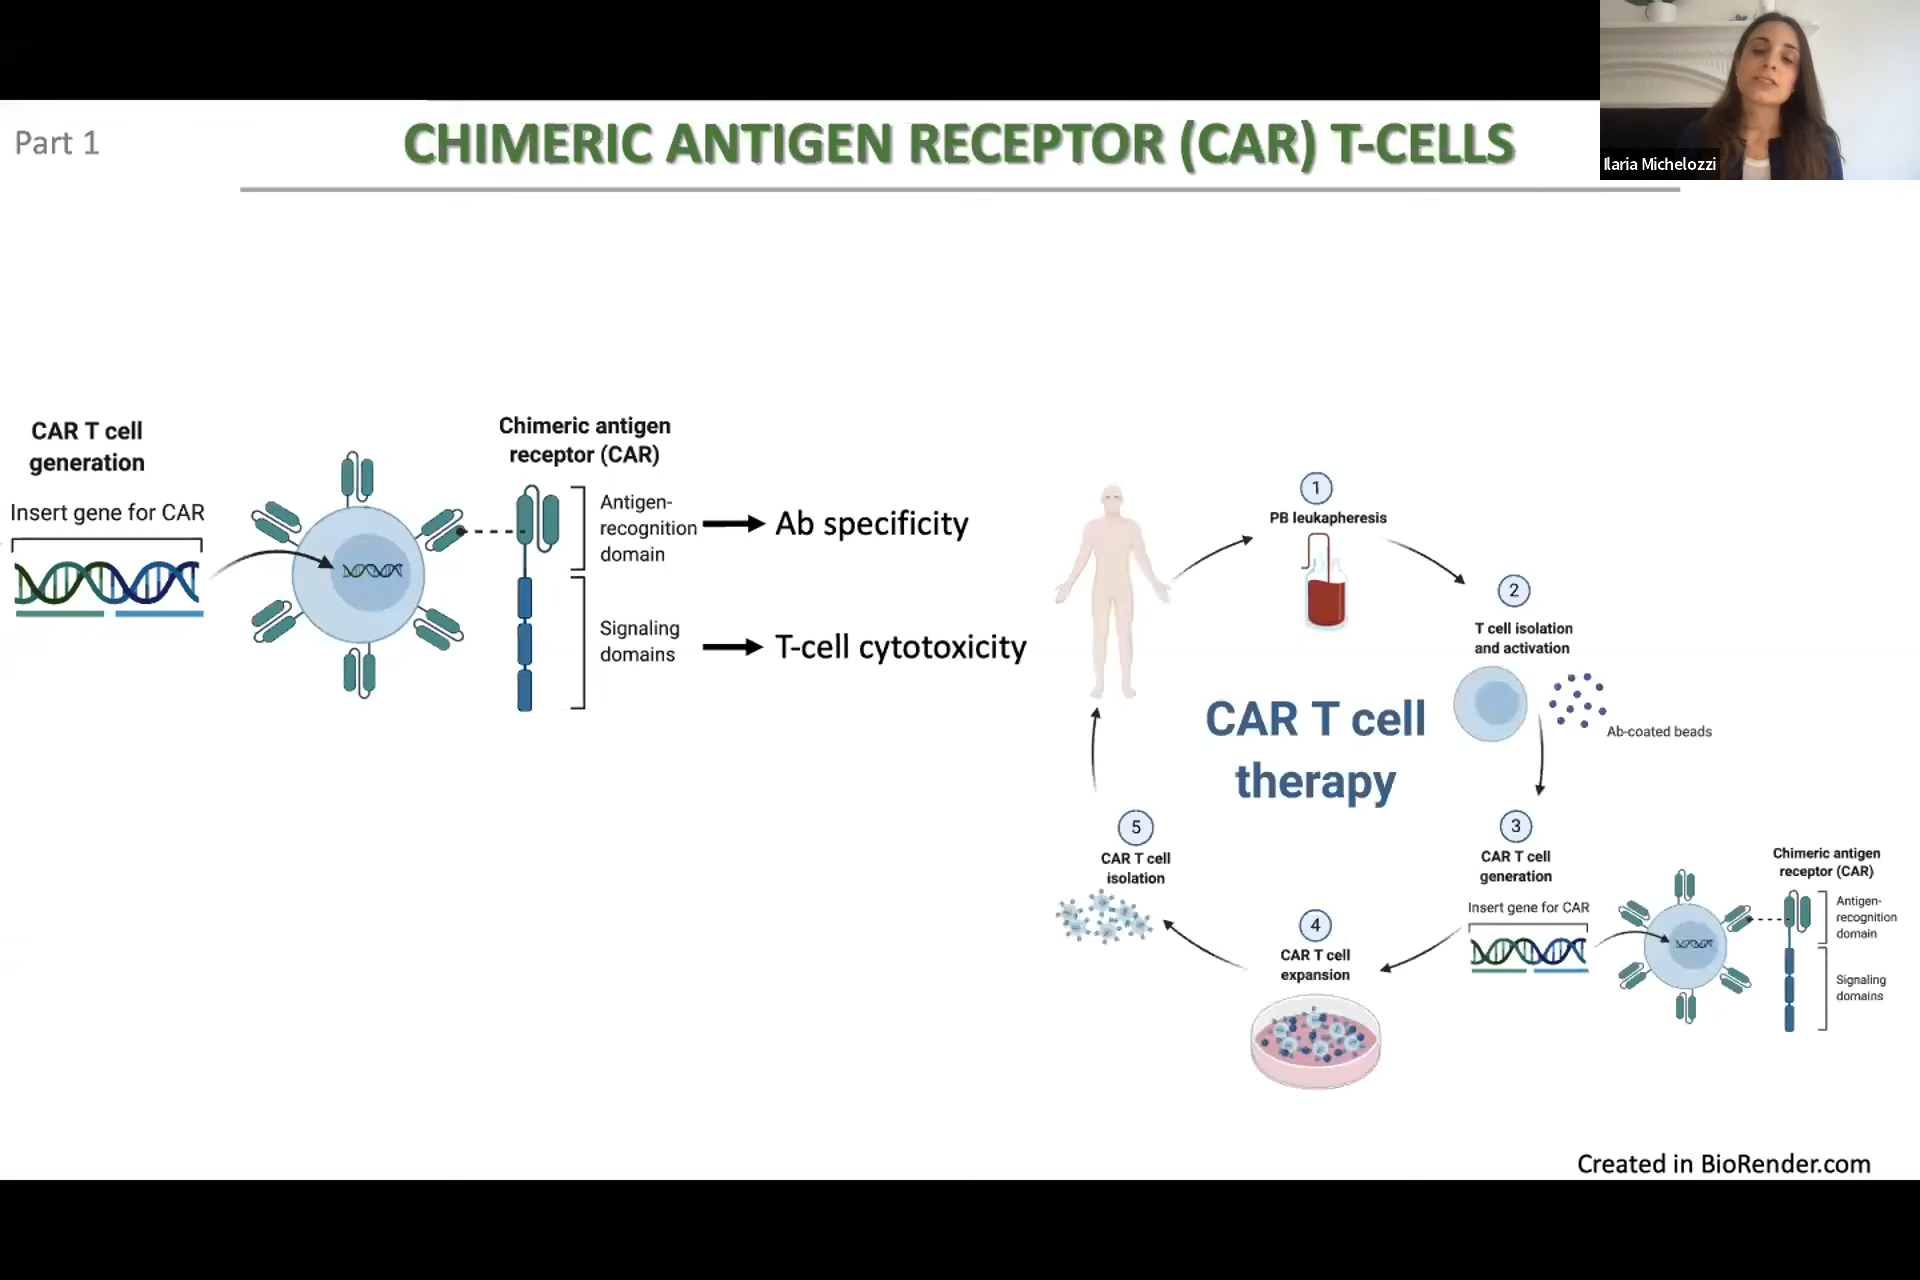 Part 1
CHIMERIC ANTIGEN RECEPTOR (CAR) T-CELLS
Ilaria Michelozzi
CAR T cell
generation
Insert gene for CAR
Chimeric antigen
receptor (CAR)
Antigen-
recognition
domain
Ab specificity
Signaling
domains
T-cell cytotoxicity
1
PB leukapheresis
2
T cell isolation
and activation
Ab-coated beads
CAR T cell
therapy
3
CAR T cell
generation
Insert gene for CAR
Chimeric antigen
receptor (CAR)
Antigen-
recognition
domain
Signaling
domains
4
CAR T cell
expansion
5
CAR T cell
isolation
Created in BioRender.com